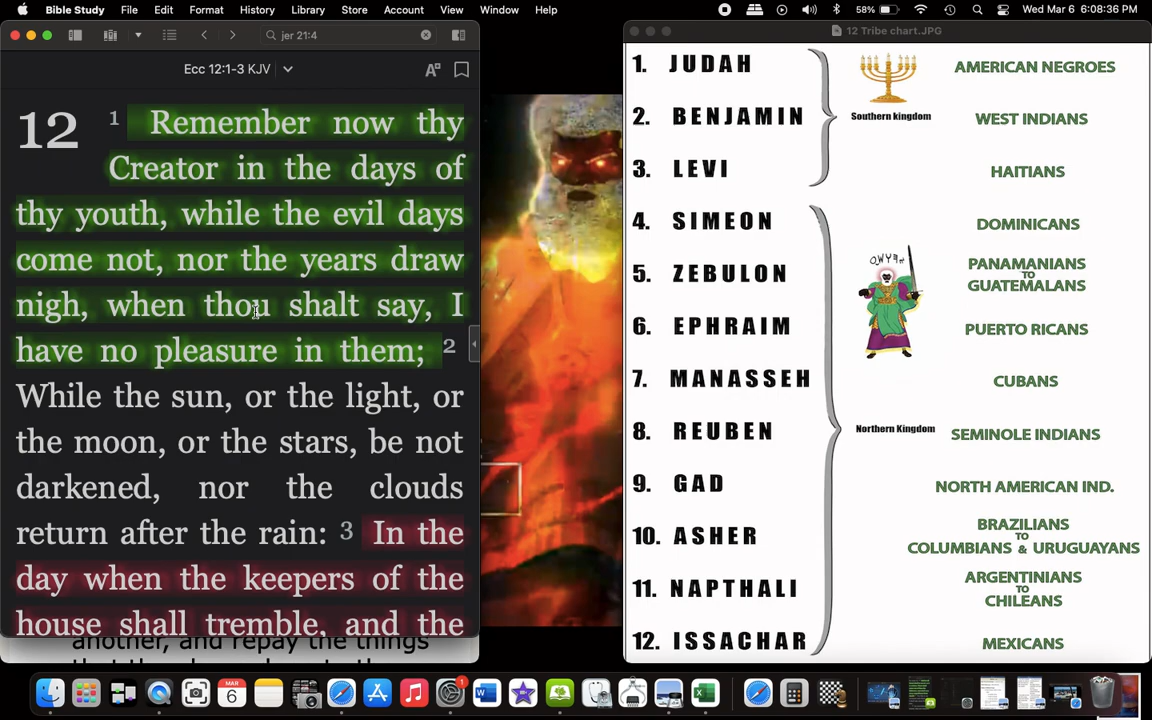 Bible Study File Edit Format History Library Store Account View Window Help 58% Wed Mar 6 6:08:36 PM
jer 21:4
Ecc 12:1-3 KJV
12 1 Remember now thy
Creator in the days of
thy youth, while the evil days
come not, nor the years draw
nigh, when thou shalt say, I
have no pleasure in them; 2
While the sun, or the light, or
the moon, or the stars, be not
darkened, nor the clouds
return after the rain: 3 In the
day when the keepers of the
house shall tremble, and the
another, and repay the things
12 Tribe chart.JPG
1. JUDAH AMERICAN NEGROES
2. BENJAMIN Southern kingdom WEST INDIANS
3. LEVI HAITIANS
4. SIMEON DOMINICANS
5. ZEBULON PANAMANIANS
TO
GUATEMALANS
6. EPHRAIM PUERTO RICANS
7. MANASSEH CUBANS
8. REUBEN Northern Kingdom SEMINOLE INDIANS
9. GAD NORTH AMERICAN IND.
10. ASHER BRAZILIANS
TO
COLUMBIANS & URUGUAYANS
11. NAPTHALI ARGENTINIANS
TO
CHILEANS
12. ISSACHAR MEXICANS
MAR
6
1